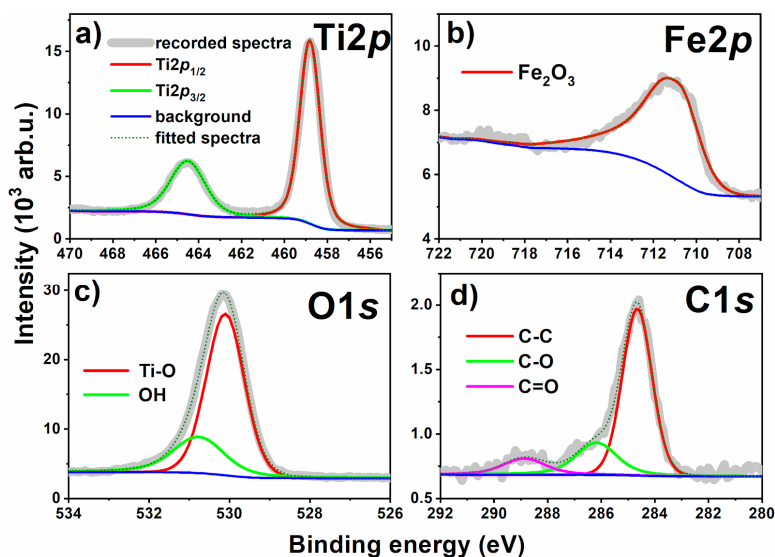 a)
Ti2p
recorded spectra
Ti2p1/2
Ti2p3/2
background
fitted spectra
15
10
5
0
470 468 466 464 462 460 458 456
b)
Fe2p
Fe2O3
10
8
6
4
722 720 718 716 714 712 710 708
c)
O1s
Ti-O
OH
30
20
10
0
534 532 530 528 526
d)
C1s
C-C
C-O
C=O
2.0
1.5
1.0
0.5
292 290 288 286 284 282 280
Intensity (10³ arb.u.)
Binding energy (eV)